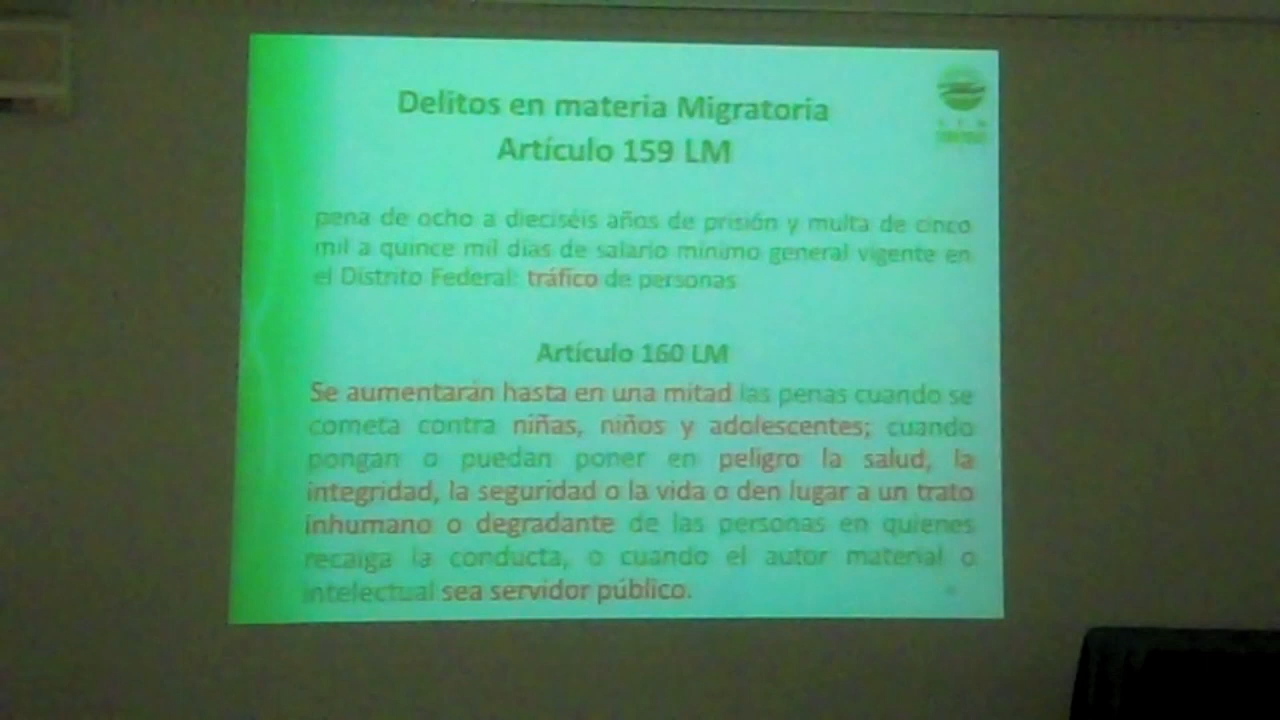 Delitos en materia Migratoria
Artículo 159 LM
pena de ocho a dieciséis años de prisión y multa de cinco
mil a quince mil días de salario mínimo general vigente en
el Distrito Federal: tráfico de personas
Artículo 160 LM
Se aumentarán hasta en una mitad las penas cuando se
cometa contra niñas, niños y adolescentes; cuando
pongan o puedan poner en peligro la salud, la
integridad, la seguridad o la vida o den lugar a un trato
inhumano o degradante de las personas en quienes
recaiga la conducta, o cuando el autor material o
intelectual sea servidor público.